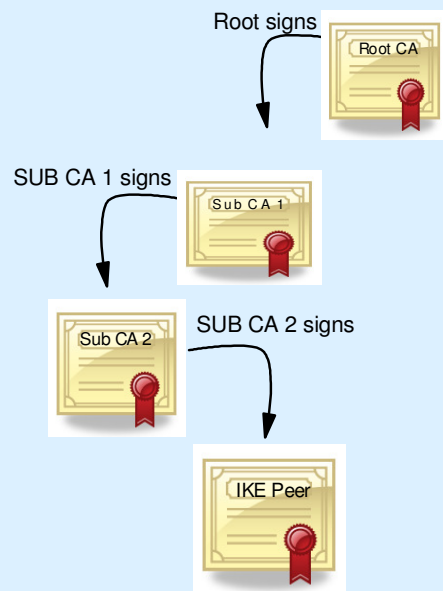 Root signs
Root CA
SUB CA 1 signs
Sub CA 1
Sub CA 2
SUB CA 2 signs
IKE Peer